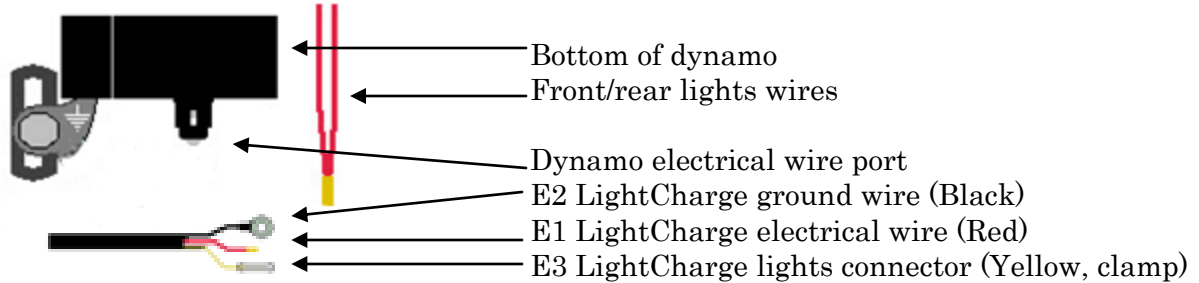 Bottom of dynamo
Front/rear lights wires
Dynamo electrical wire port
E2 LightCharge ground wire (Black)
E1 LightCharge electrical wire (Red)
E3 LightCharge lights connector (Yellow, clamp)